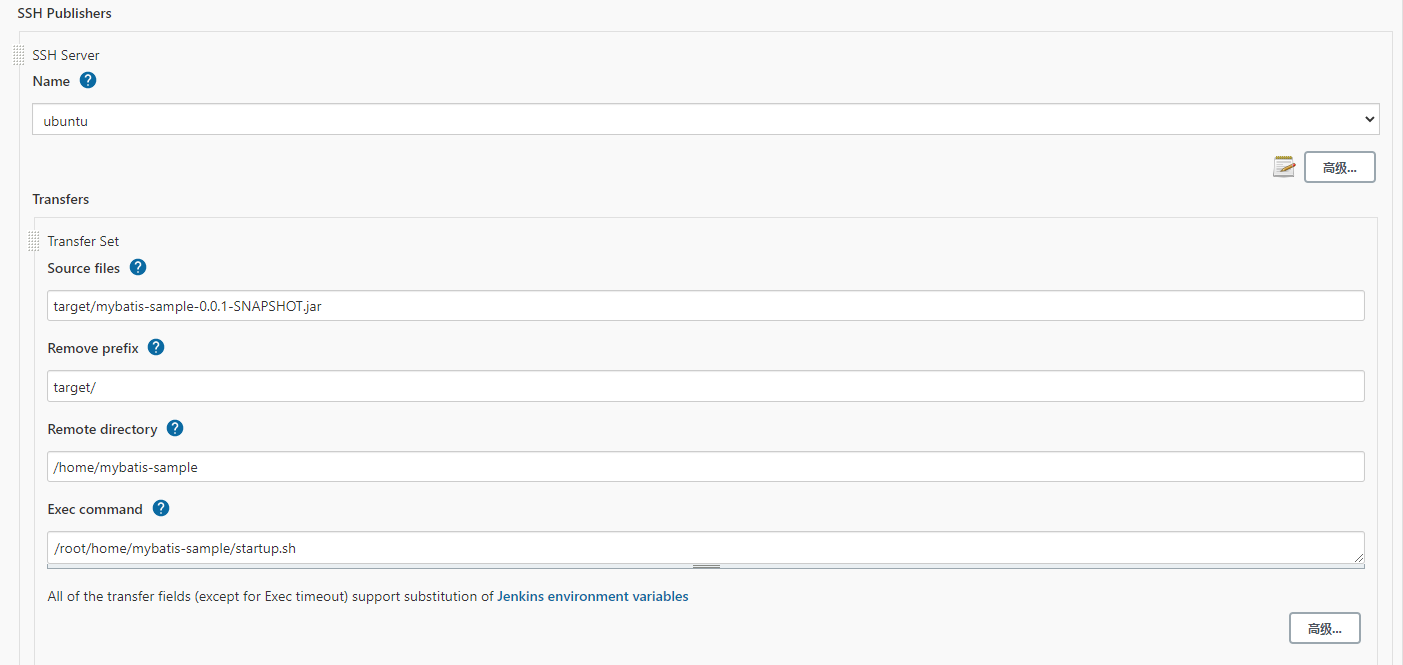 SSH Publishers
SSH Server
Name ?
ubuntu
高级...
Transfers
Transfer Set
Source files ?
target/mybatis-sample-0.0.1-SNAPSHOT.jar
Remove prefix ?
target/
Remote directory ?
/home/mybatis-sample
Exec command ?
/root/home/mybatis-sample/startup.sh
All of the transfer fields (except for Exec timeout) support substitution of Jenkins environment variables
高级...